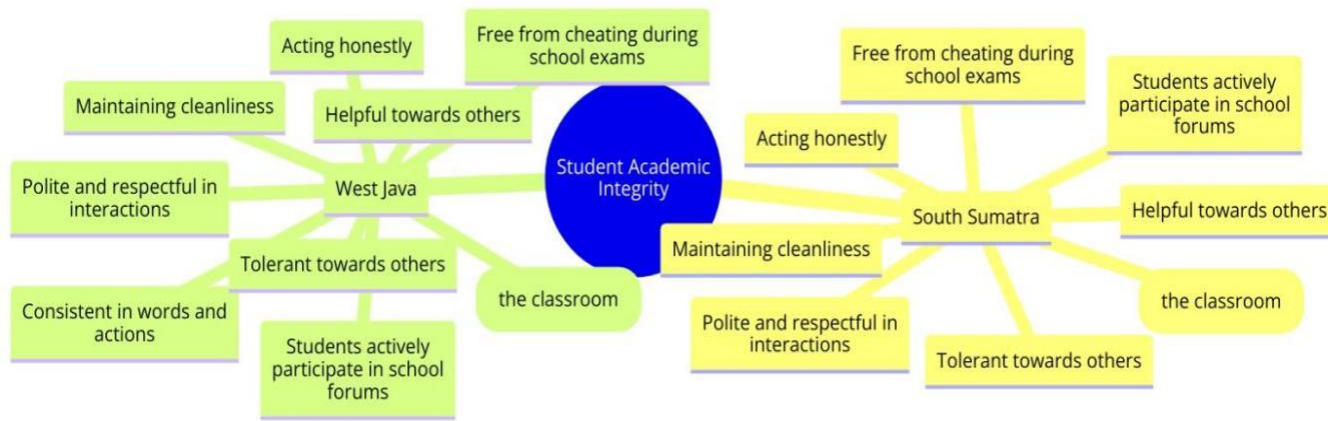 Acting honestly
Free from cheating during
school exams
Maintaining cleanliness
Helpful towards others
Polite and respectful in
interactions
West Java
Tolerant towards others
Consistent in words and
actions
the classroom
Students actively
participate in school
forums
Student Academic
Integrity
Free from cheating during
school exams
Students actively
participate in school
forums
Acting honestly
South Sumatra
Helpful towards others
Maintaining cleanliness
the classroom
Polite and respectful in
interactions
Tolerant towards others